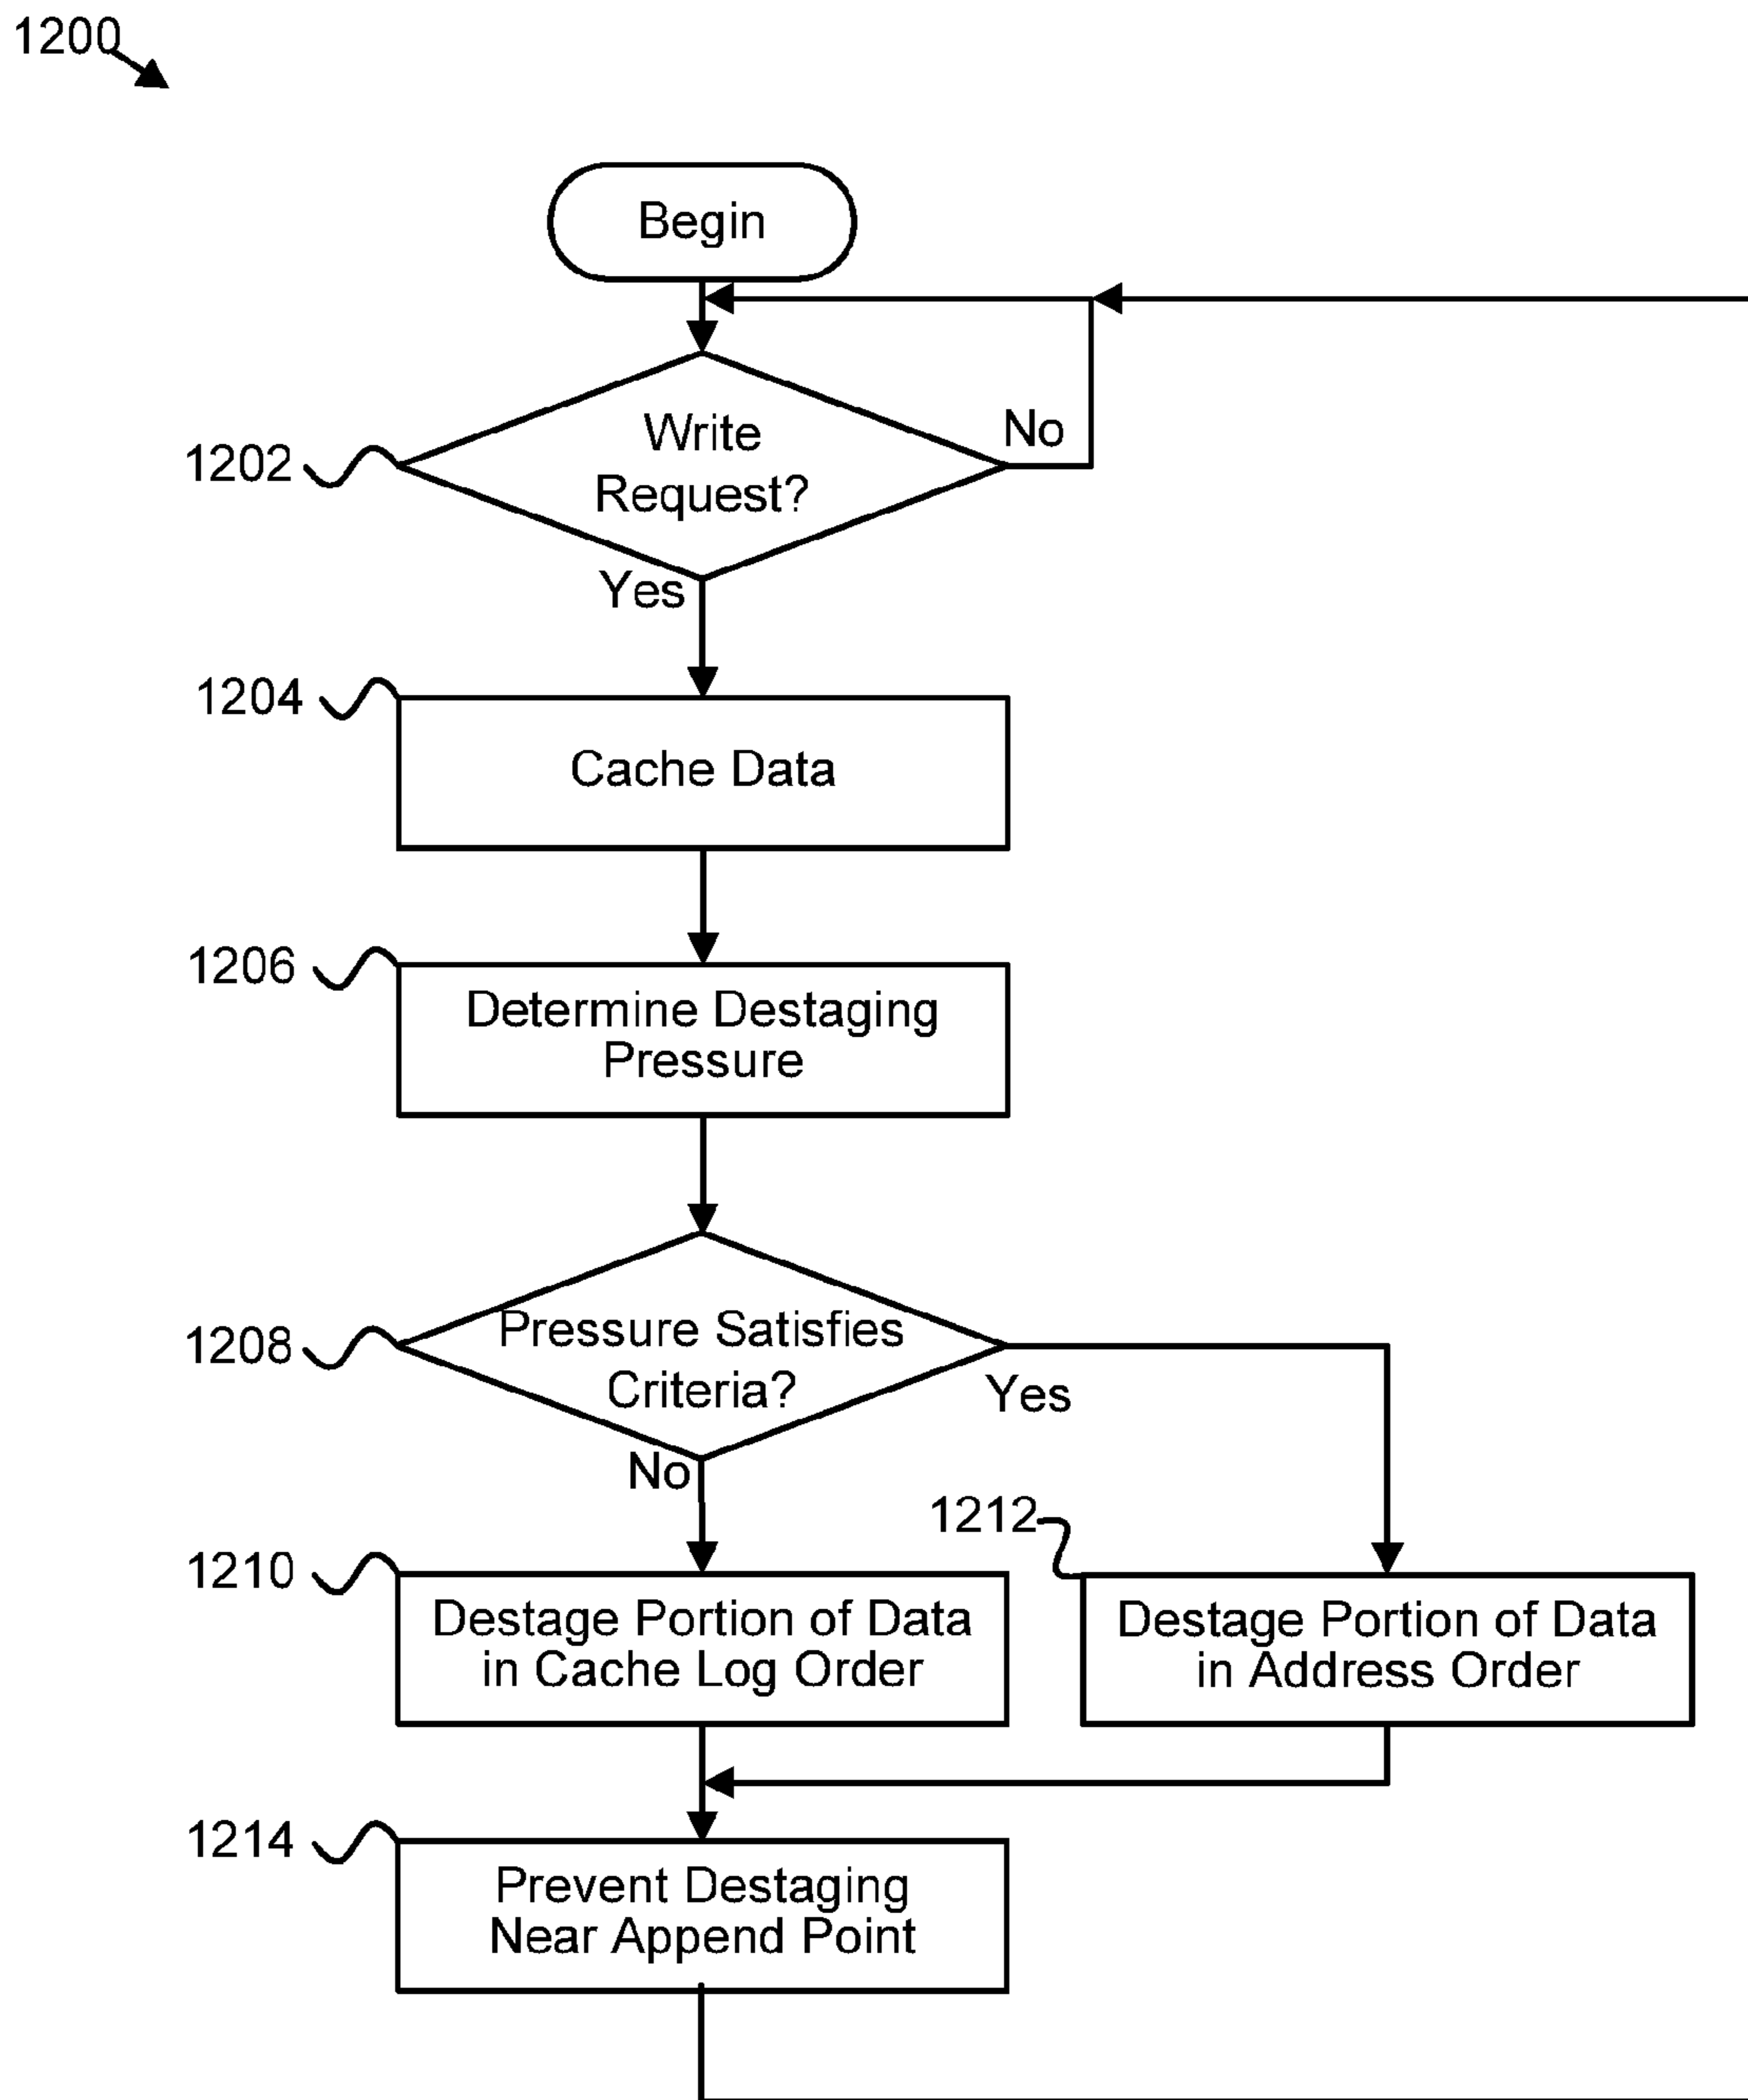 1200
Begin
Write
Request?
No
1202
Yes
1204
Cache Data
1206
Determine Destaging
Pressure
1208
Pressure Satisfies
Criteria?
Yes
No
1212
1210
Destage Portion of Data
in Cache Log Order
Destage Portion of Data
in Address Order
1214
Prevent Destaging
Near Append Point